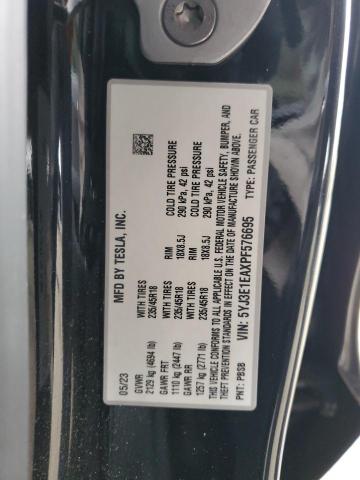 MFD BY TESLA, INC.
05/23
GVWR
2129 kg (4694 lb)
GAWR FRT WITH TIRES RIM COLD TIRE PRESSURE
1110 kg (2447 lb) 235/45R18 18X8.5J 290 kPa, 42 psi
GAWR RR WITH TIRES RIM COLD TIRE PRESSURE
1257 kg (2771 lb) 235/45R18 18X8.5J 290 kPa, 42 psi
THIS VEHICLE CONFORMS TO ALL APPLICABLE U.S. FEDERAL MOTOR VEHICLE SAFETY, BUMPER, AND
THEFT PREVENTION STANDARDS IN EFFECT ON THE DATE OF MANUFACTURE SHOWN ABOVE.
VIN: 5YJ3E1EAXPF576695
PNT: PBSB TYPE: PASSENGER CAR